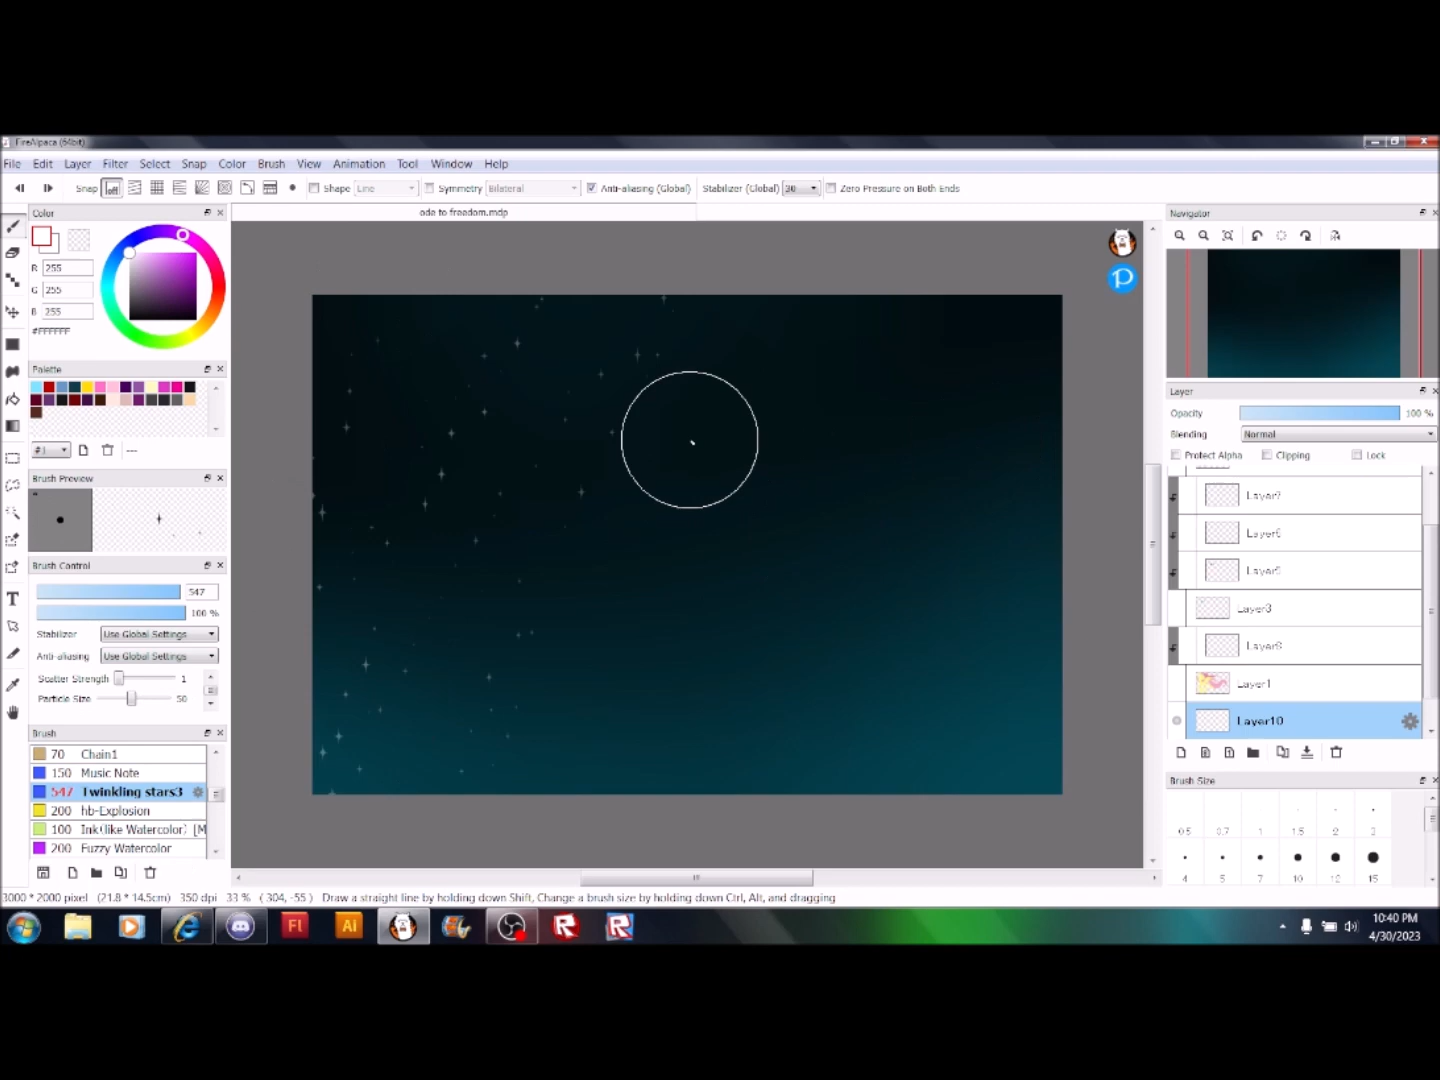 FireAlpaca (64bit)
File Edit Layer Filter Select Snap Color Brush View Animation Tool Window Help
Snap off Shape Line Symmetry Bilateral Anti-aliasing (Global) Stabilizer (Global) 30 Zero Pressure on Both Ends
Color
ode to freedom.mdp
Navigator
R 255
G 255
B 255
#FFFFFF
Palette
Layer
Opacity 100 %
Blending Normal
Protect Alpha Clipping Lock
---
Brush Preview
Layer7
Layer6
Layer5
Layer3
Layer1
Layer10
Brush Control
547
100 %
Stabilizer Use Global Settings
Anti-aliasing Use Global Settings
Scatter Strength 1
Particle Size 50
Brush
70 Chain1
150 Music Note
547 Twinkling stars3
200 hb-Explosion
100 Ink(like Watercolor) [M
200 Fuzzy Watercolor
Brush Size
0.5 0.7 1 1.5 2 3
4 5 7 10 12 15
3000 * 2000 pixel (21.8 * 14.5cm) 350 dpi 33 % ( 304, -55 ) Draw a straight line by holding down Shift, Change a brush size by holding down Ctrl, Alt, and dragging
Fl Ai
10:40 PM
4/30/2023